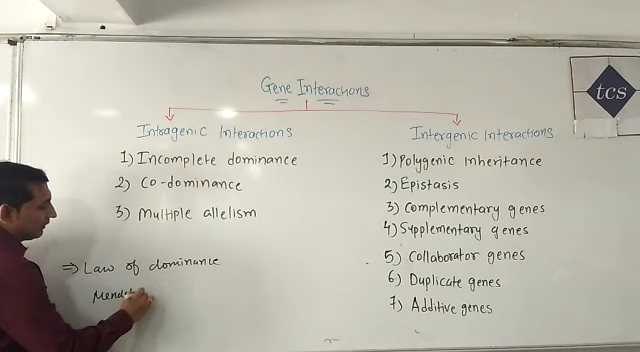 Gene Interactions
tcs
Intragenic Interactions
1) Incomplete dominance
2) Co-dominance
3) Multiple allelism
⇒ Law of dominance
Intergenic Interactions
1) Polygenic Inheritance
2) Epistasis
3) Complementary genes
4) Supplementary genes
5) Collaborator genes
6) Duplicate genes
7) Additive genes